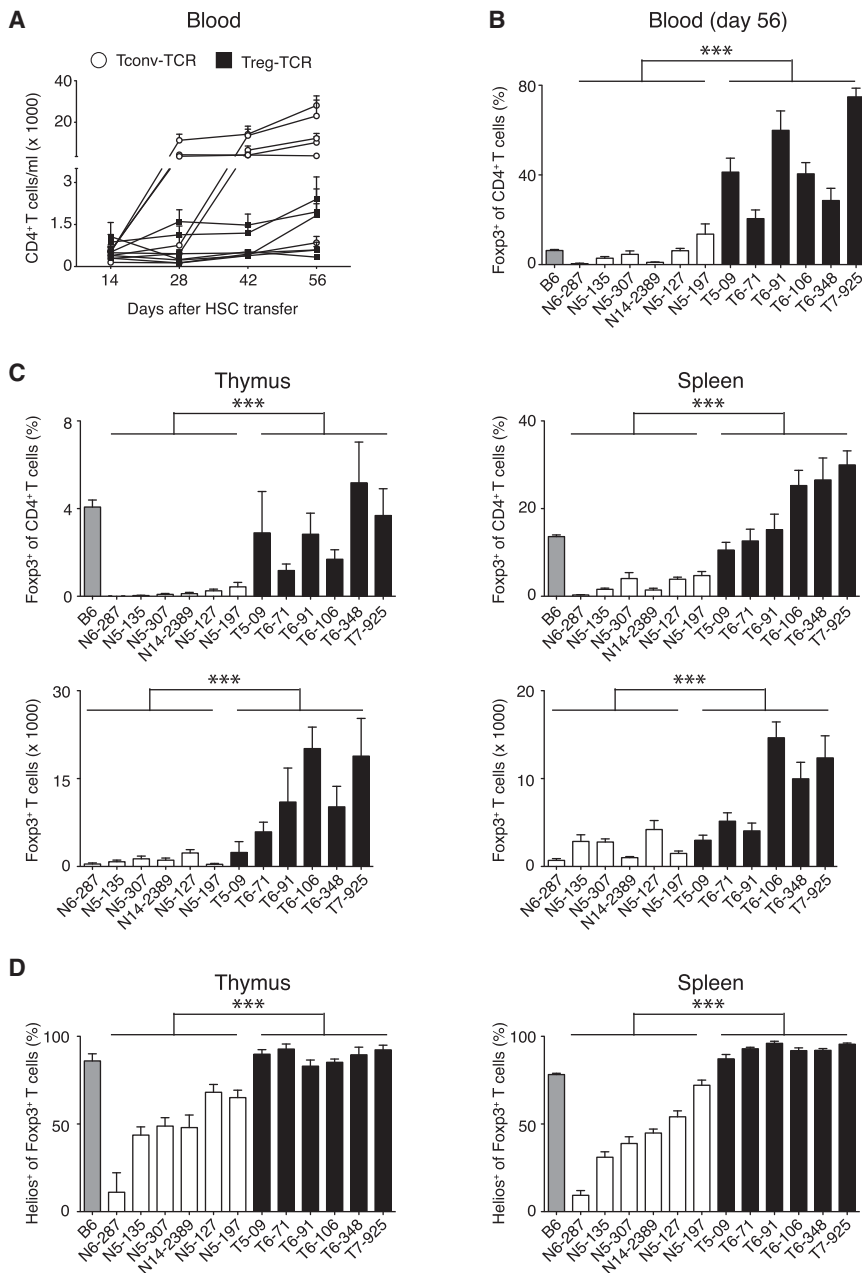 A
Blood
Tconv-TCR
Treg-TCR
CD4⁺ T cells/ml (x 1000)
40
20
3
1.5
0
14 28 42 56
Days after HSC transfer
B
Blood (day 56)
***
Foxp3⁺ of CD4⁺ T cells (%)
80
40
0
B6 N6-287 N5-135 N5-307 N14-2389 N5-127 N5-197 T5-09 T6-71 T6-91 T6-106 T6-348 T7-925
C
Thymus
***
Foxp3⁺ of CD4⁺ T cells (%)
8
4
0
B6 N6-287 N5-135 N5-307 N14-2389 N5-127 N5-197 T5-09 T6-71 T6-91 T6-106 T6-348 T7-925
Spleen
***
Foxp3⁺ of CD4⁺ T cells (%)
40
20
0
B6 N6-287 N5-135 N5-307 N14-2389 N5-127 N5-197 T5-09 T6-71 T6-91 T6-106 T6-348 T7-925
***
Foxp3⁺ T cells (x 1000)
30
15
0
N6-287 N5-135 N5-307 N14-2389 N5-127 N5-197 T5-09 T6-71 T6-91 T6-106 T6-348 T7-925
***
Foxp3⁺ T cells (x 1000)
20
10
0
N6-287 N5-135 N5-307 N14-2389 N5-127 N5-197 T5-09 T6-71 T6-91 T6-106 T6-348 T7-925
D
Thymus
***
Helios⁺ of Foxp3⁺ T cells (%)
100
50
0
B6 N6-287 N5-135 N5-307 N14-2389 N5-127 N5-197 T5-09 T6-71 T6-91 T6-106 T6-348 T7-925
Spleen
***
Helios⁺ of Foxp3⁺ T cells (%)
100
50
0
B6 N6-287 N5-135 N5-307 N14-2389 N5-127 N5-197 T5-09 T6-71 T6-91 T6-106 T6-348 T7-925